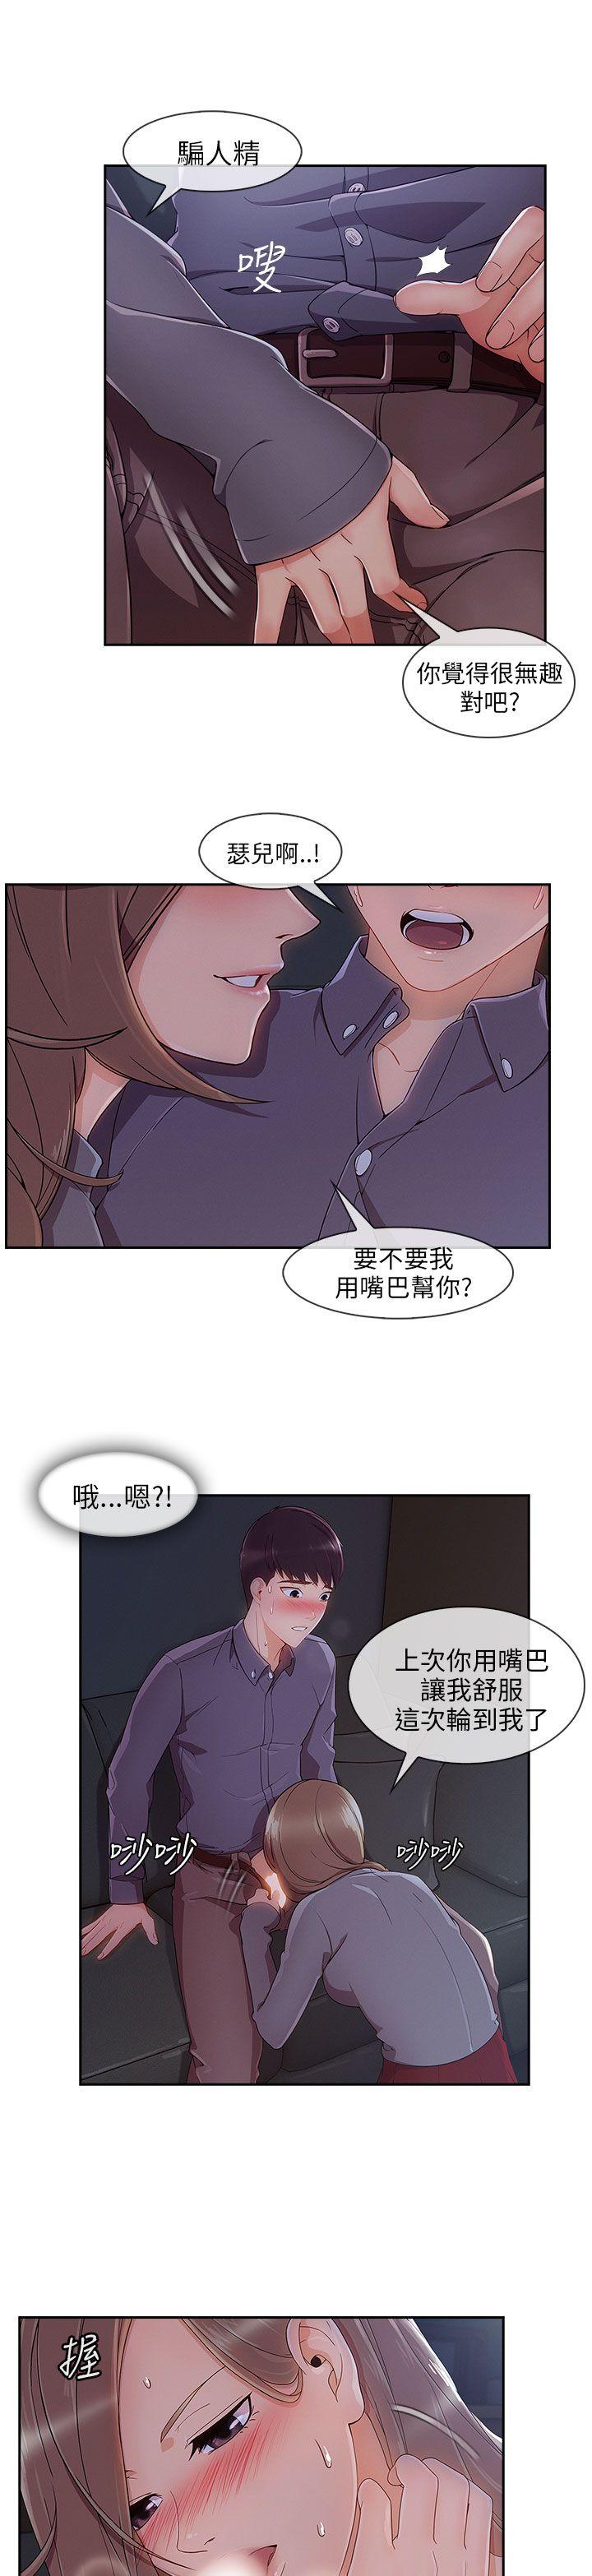 騙人精
嗖
你覺得很無趣
對吧?
瑟兒啊..!
要不要我
用嘴巴幫你?
哦...嗯?!
上次你用嘴巴
讓我舒服
這次輪到我了
唦唦
唦唦
握